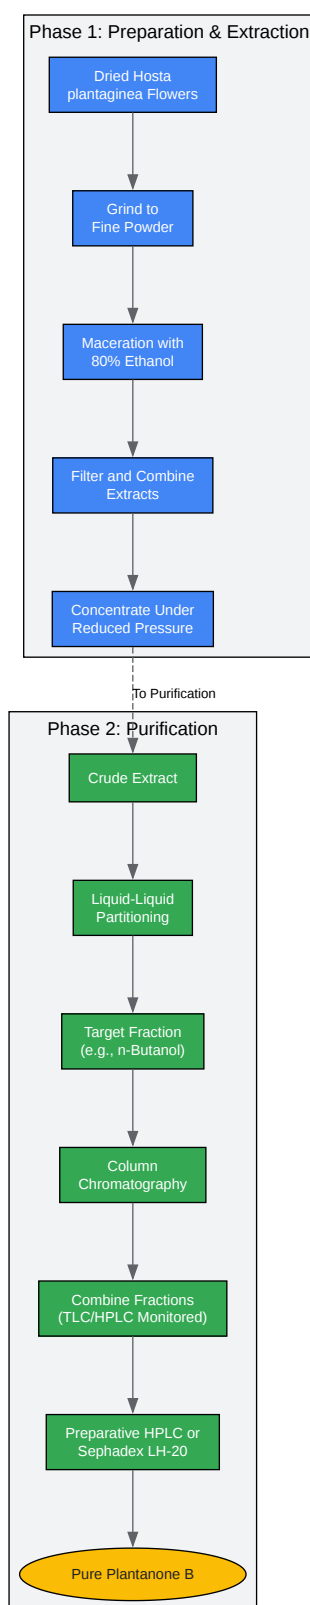 Phase 1: Preparation & Extraction
Dried Hosta
plantaginea Flowers
Grind to
Fine Powder
Maceration with
80% Ethanol
Filter and Combine
Extracts
Concentrate Under
Reduced Pressure
To Purification
Phase 2: Purification
Crude Extract
Liquid-Liquid
Partitioning
Target Fraction
(e.g., n-Butanol)
Column
Chromatography
Combine Fractions
(TLC/HPLC Monitored)
Preparative HPLC or
Sephadex LH-20
Pure Plantanone B